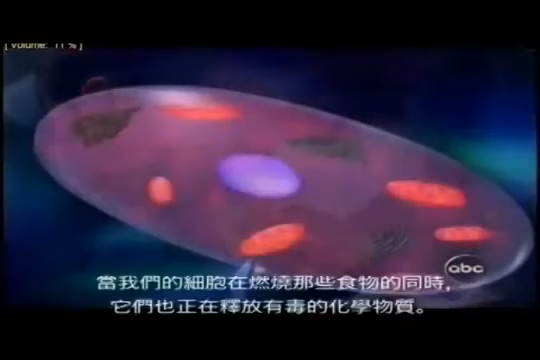 [ Volume: 11 % ]
abc
當我們的細胞在燃燒那些食物的同時,
它們也正在釋放有毒的化學物質。